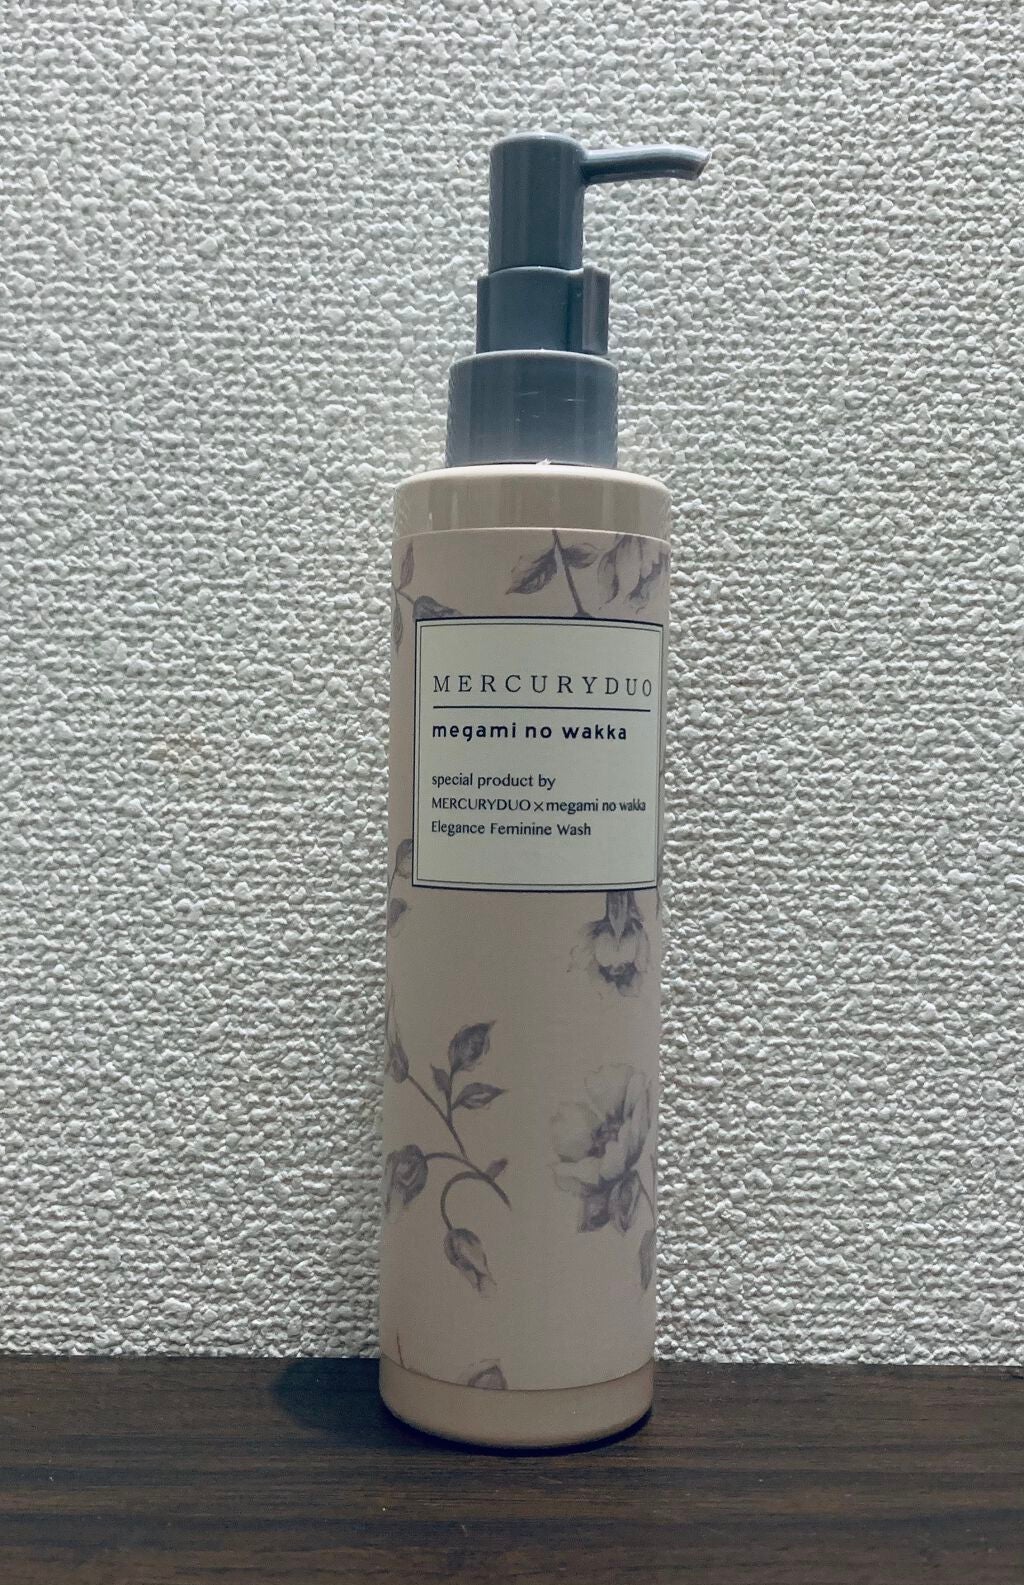 MERCURYDUO
megami no wakka
special product by
MERCURYDUO×megami no wakka
Elegance Feminine Wash